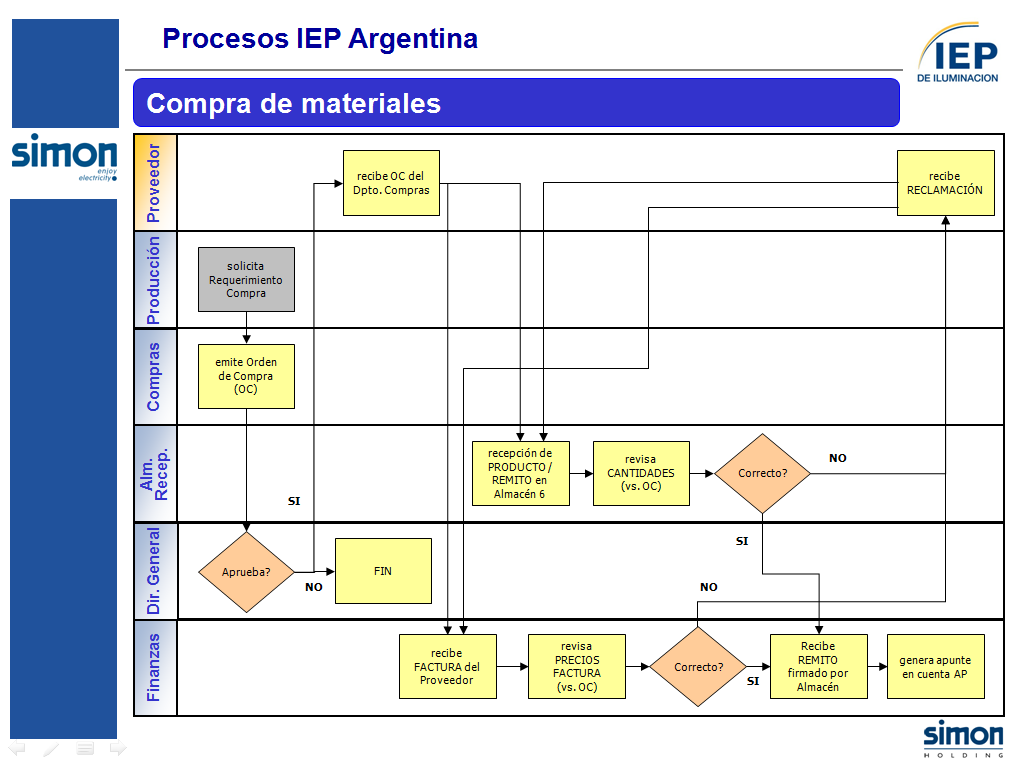 Procesos IEP Argentina
IEP
DE ILUMINACION
Compra de materiales
simon
enjoy
electricity
Proveedor
recibe OC del
Dpto. Compras
recibe
RECLAMACIÓN
Producción
solicita
Requerimiento
Compra
Compras
emite Orden
de Compra
(OC)
Alm.
Recep.
recepción de
PRODUCTO /
REMITO en
Almacén 6
revisa
CANTIDADES
(vs. OC)
Correcto?
NO
SI
SI
Dir. General
Aprueba?
NO
FIN
NO
Finanzas
recibe
FACTURA del
Proveedor
revisa
PRECIOS
FACTURA
(vs. OC)
Correcto?
SI
Recibe
REMITO
firmado por
Almacén
genera apunte
en cuenta AP
simon
HOLDING